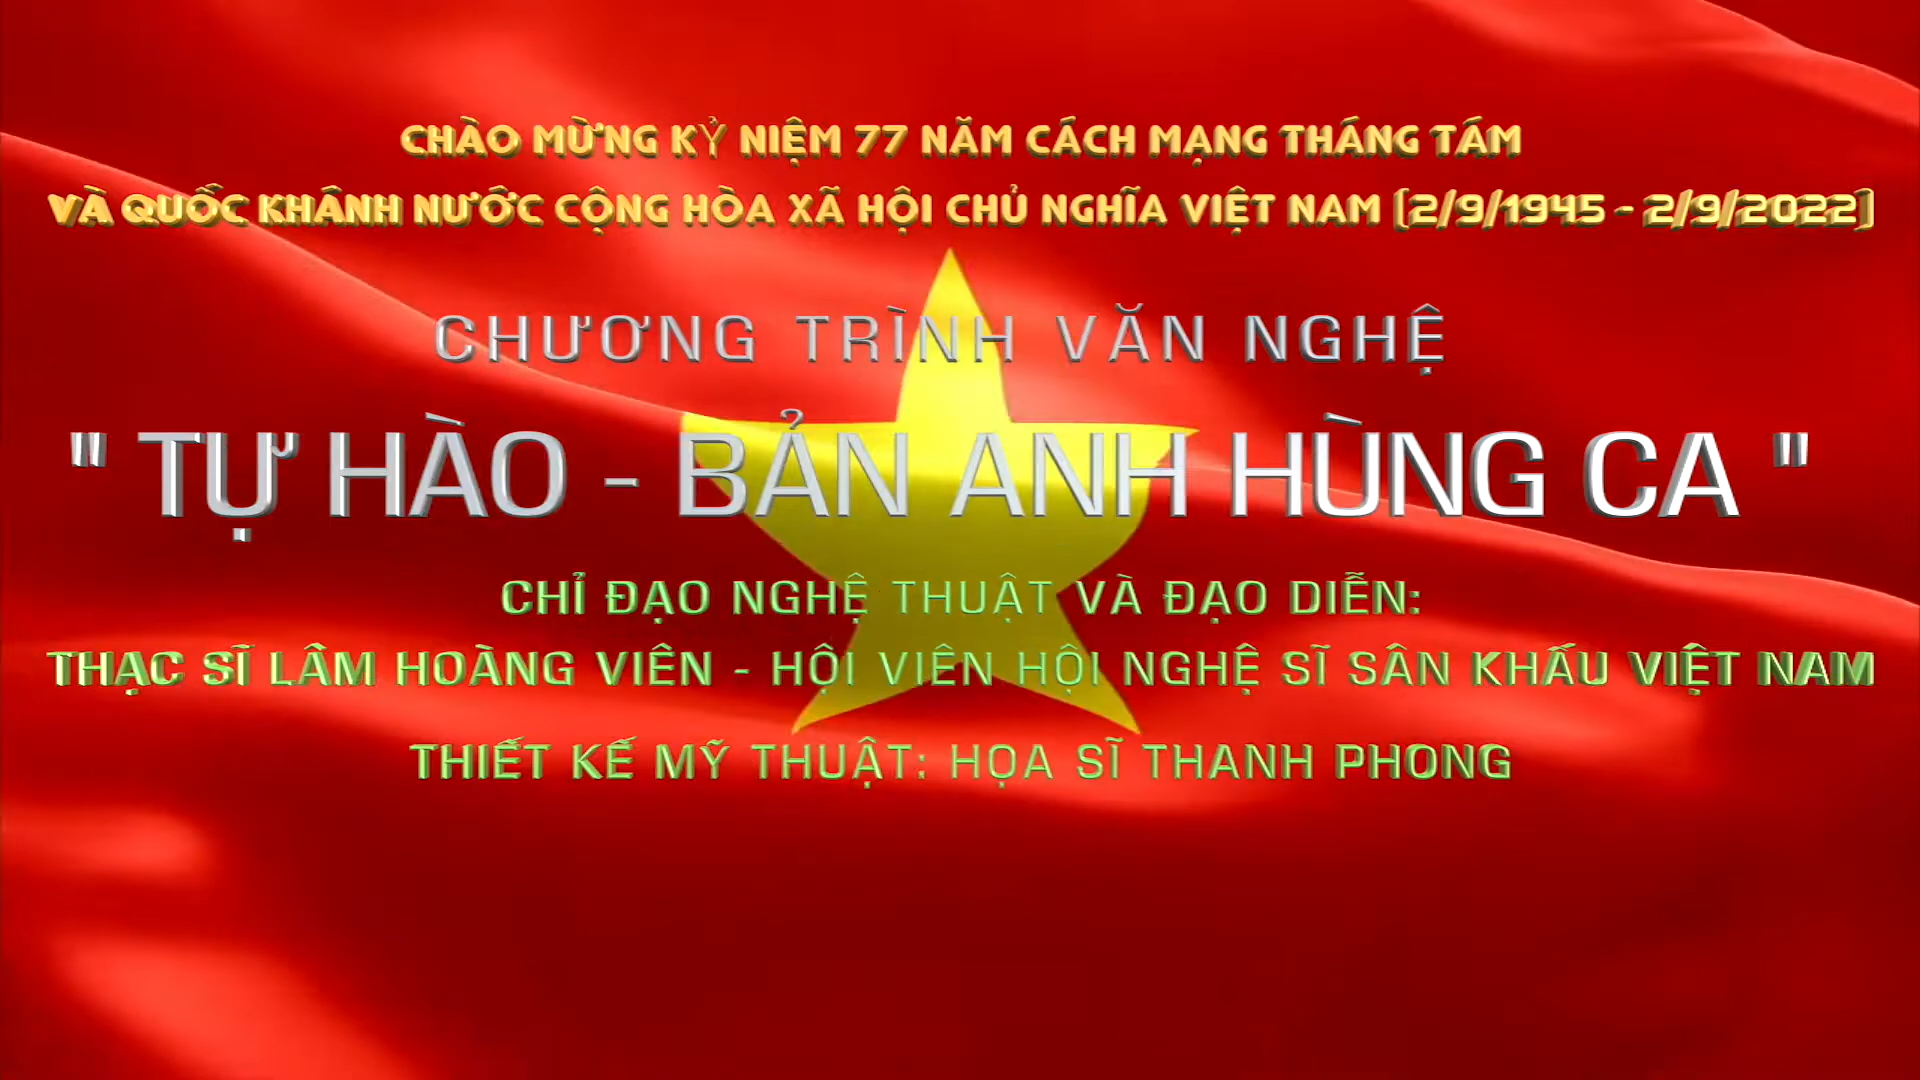 CHÀO MỪNG KỶ NIỆM 77 NĂM CÁCH MẠNG THÁNG TÁM
VÀ QUỐC KHÁNH NƯỚC CỘNG HÒA XÃ HỘI CHỦ NGHĨA VIỆT NAM (2/9/1945 - 2/9/2022)
CHƯƠNG TRÌNH VĂN NGHỆ
" TỰ HÀO - BẢN ANH HÙNG CA "
CHỈ ĐẠO NGHỆ THUẬT VÀ ĐẠO DIỄN:
THẠC SĨ LÂM HOÀNG VIÊN - HỘI VIÊN HỘI NGHỆ SĨ SÂN KHẤU VIỆT NAM
THIẾT KẾ MỸ THUẬT: HỌA SĨ THANH PHONG